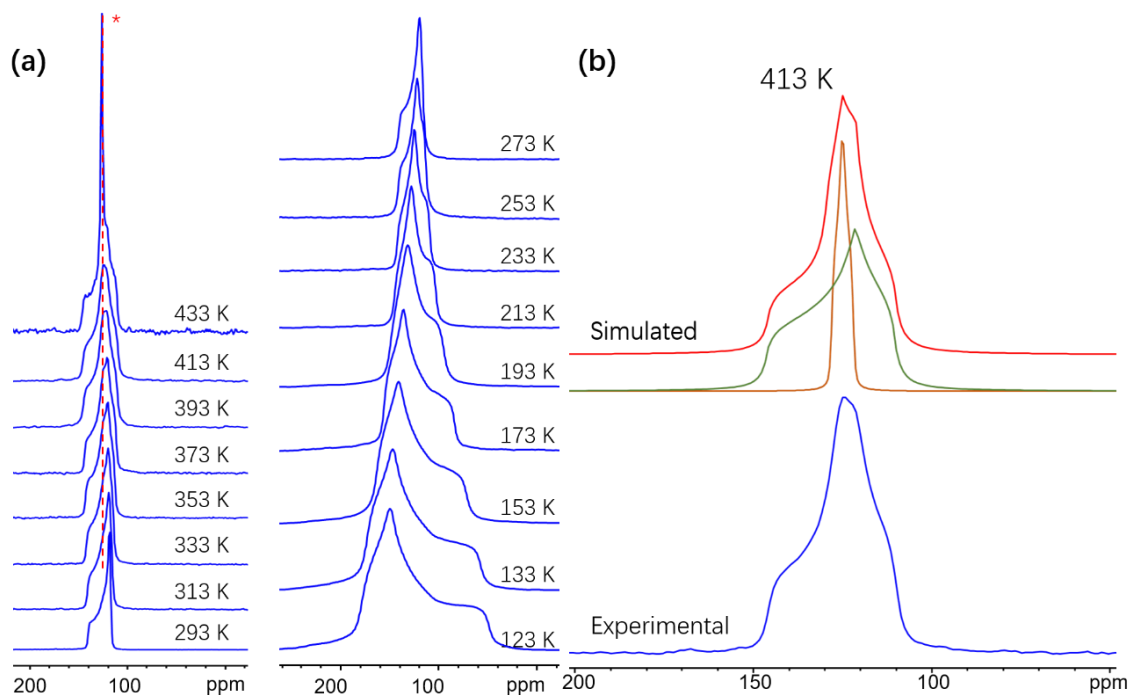 (a)
*
433 K
413 K
393 K
373 K
353 K
333 K
313 K
293 K
200 100 ppm
273 K
253 K
233 K
213 K
193 K
173 K
153 K
133 K
123 K
200 100 ppm
(b)
413 K
Simulated
Experimental
200 150 100 ppm